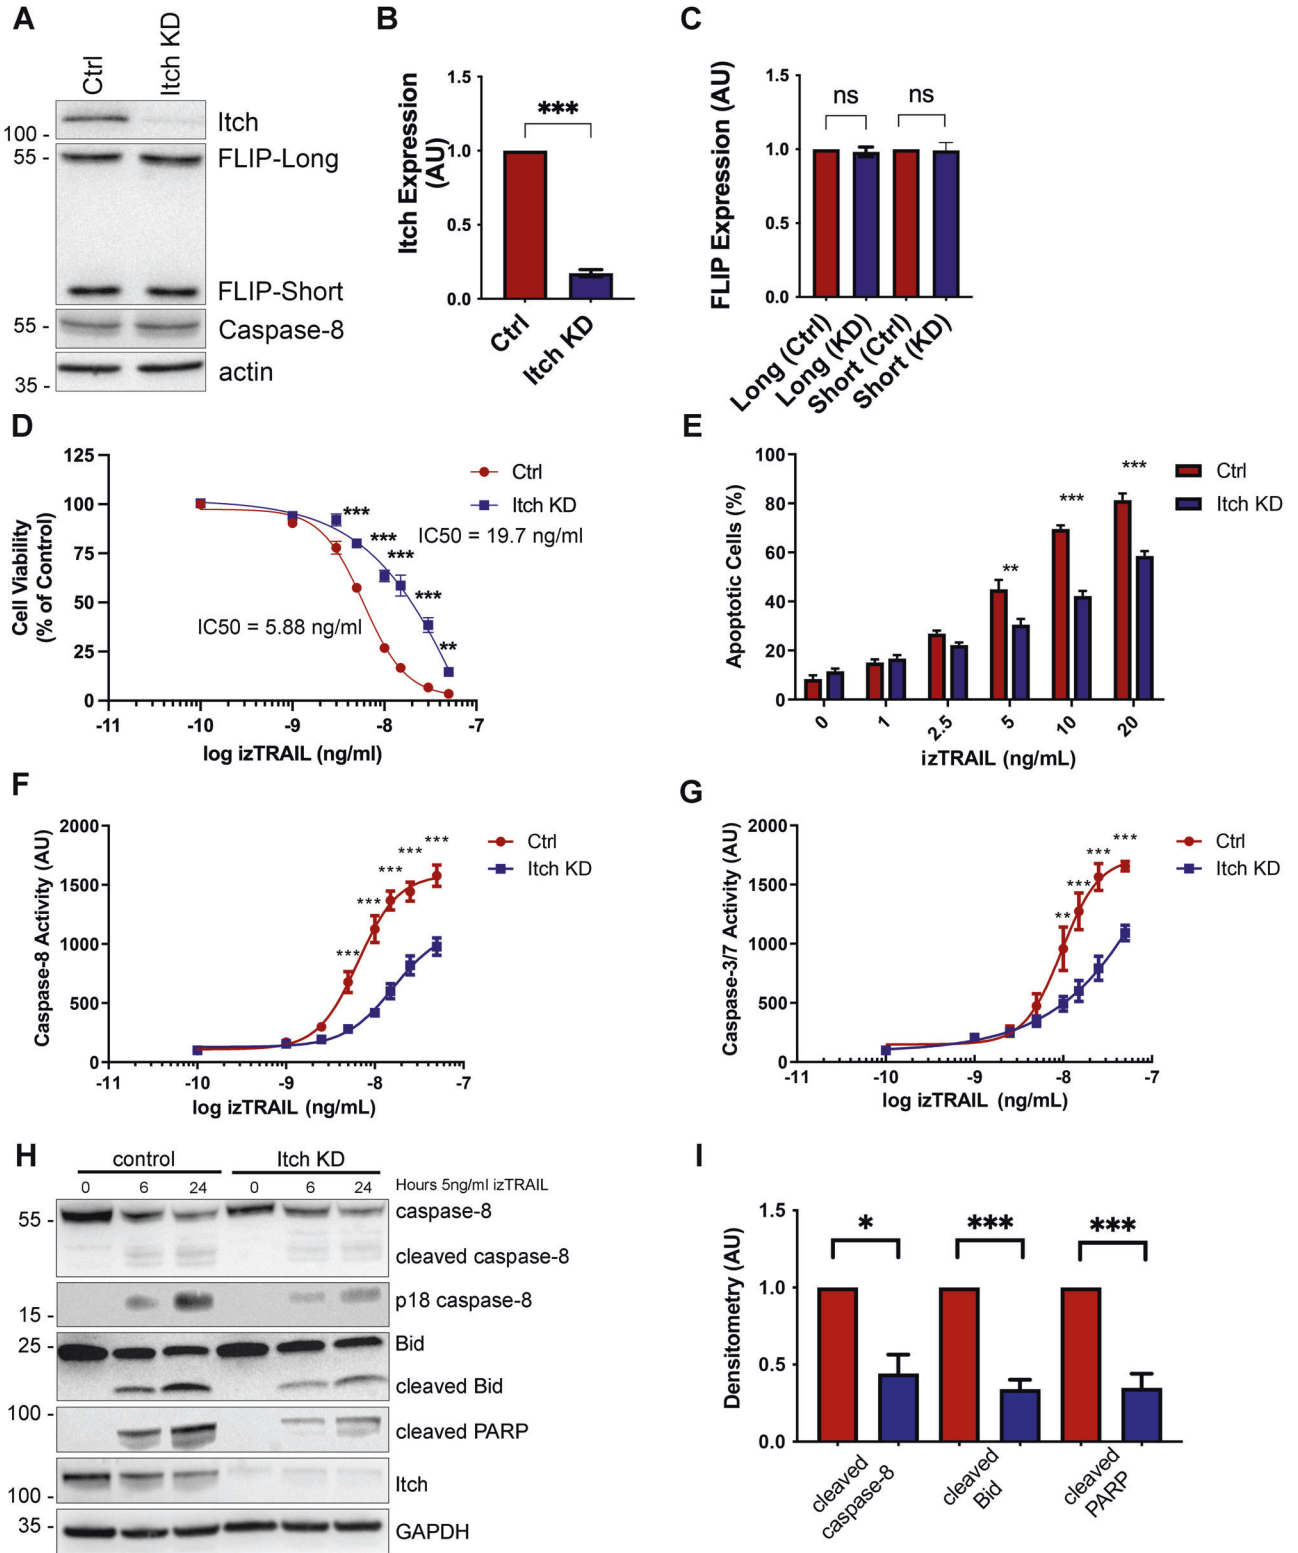 A
Ctrl
Itch KD
Itch
100 -
55 -
FLIP-Long
FLIP-Short
55 -
Caspase-8
actin
35 -
B
Itch Expression
(AU)
1.5
1.0
0.5
0.0
***
Ctrl
Itch KD
C
FLIP Expression (AU)
1.5
1.0
0.5
0.0
ns
ns
Long (Ctrl)
Long (KD)
Short (Ctrl)
Short (KD)
D
Cell Viability
(% of Control)
125
100
75
50
25
0
Ctrl
Itch KD
***
***
***
***
**
IC50 = 19.7 ng/ml
IC50 = 5.88 ng/ml
-11
-10
-9
-8
-7
log izTRAIL (ng/ml)
E
Apoptotic Cells (%)
100
80
60
40
20
0
**
***
***
Ctrl
Itch KD
0
1
2.5
5
10
20
izTRAIL (ng/mL)
F
Caspase-8 Activity (AU)
2000
1500
1000
500
0
***
***
***
***
***
Ctrl
Itch KD
-11
-10
-9
-8
-7
log izTRAIL (ng/mL)
G
Caspase-3/7 Activity (AU)
2000
1500
1000
500
0
**
***
***
***
Ctrl
Itch KD
-11
-10
-9
-8
-7
log izTRAIL (ng/mL)
H
control
Itch KD
0 6 24 0 6 24 Hours 5ng/ml izTRAIL
caspase-8
55 -
cleaved caspase-8
p18 caspase-8
15 -
25 -
Bid
cleaved Bid
100 -
cleaved PARP
Itch
100 -
35 -
GAPDH
I
Densitometry (AU)
1.5
1.0
0.5
0.0
*
***
***
cleaved
caspase-8
cleaved
Bid
cleaved
PARP